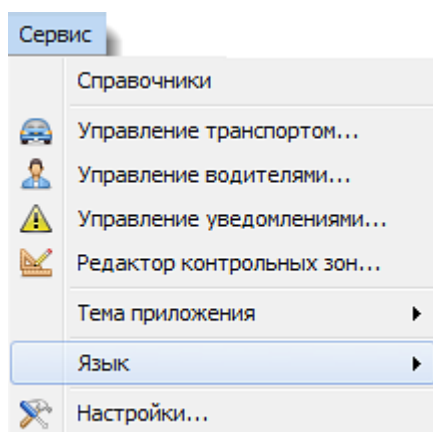 Сервис
Справочники
Управление транспортом...
Управление водителями...
Управление уведомлениями...
Редактор контрольных зон...
Тема приложения
Язык
Настройки...